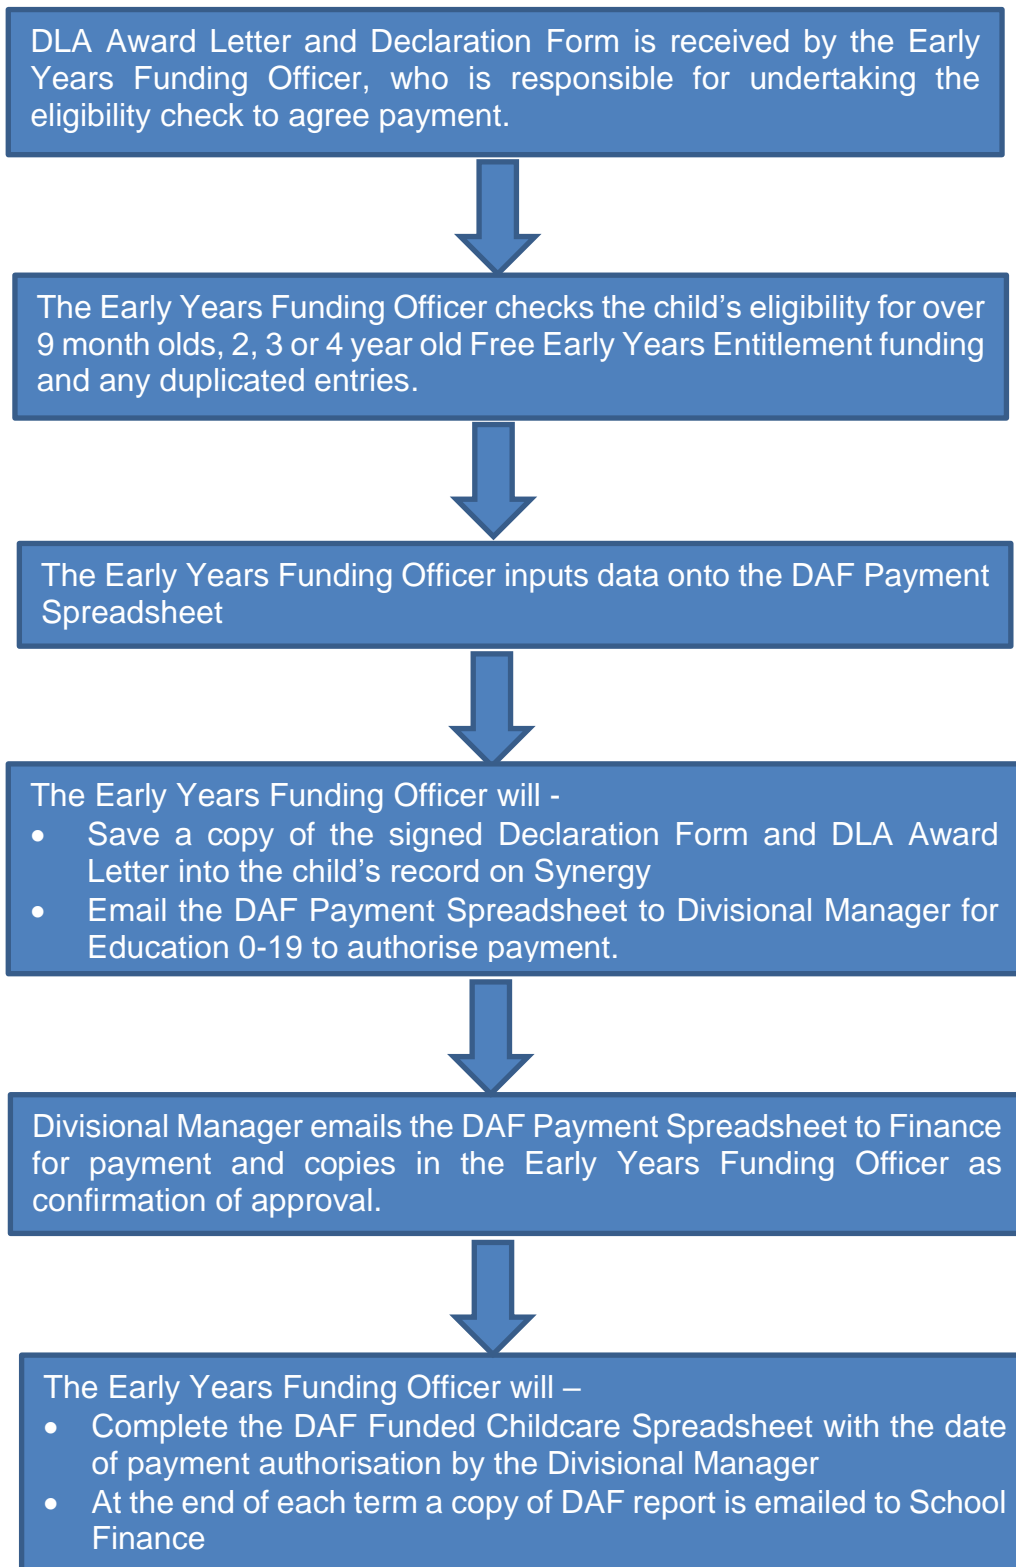 DLA Award Letter and Declaration Form is received by the Early
Years Funding Officer, who is responsible for undertaking the
eligibility check to agree payment.
The Early Years Funding Officer checks the child’s eligibility for over
9 month olds, 2, 3 or 4 year old Free Early Years Entitlement funding
and any duplicated entries.
The Early Years Funding Officer inputs data onto the DAF Payment
Spreadsheet
The Early Years Funding Officer will -
• Save a copy of the signed Declaration Form and DLA Award
Letter into the child’s record on Synergy
• Email the DAF Payment Spreadsheet to Divisional Manager for
Education 0-19 to authorise payment.
Divisional Manager emails the DAF Payment Spreadsheet to Finance
for payment and copies in the Early Years Funding Officer as
confirmation of approval.
The Early Years Funding Officer will –
• Complete the DAF Funded Childcare Spreadsheet with the date
of payment authorisation by the Divisional Manager
• At the end of each term a copy of DAF report is emailed to School
Finance